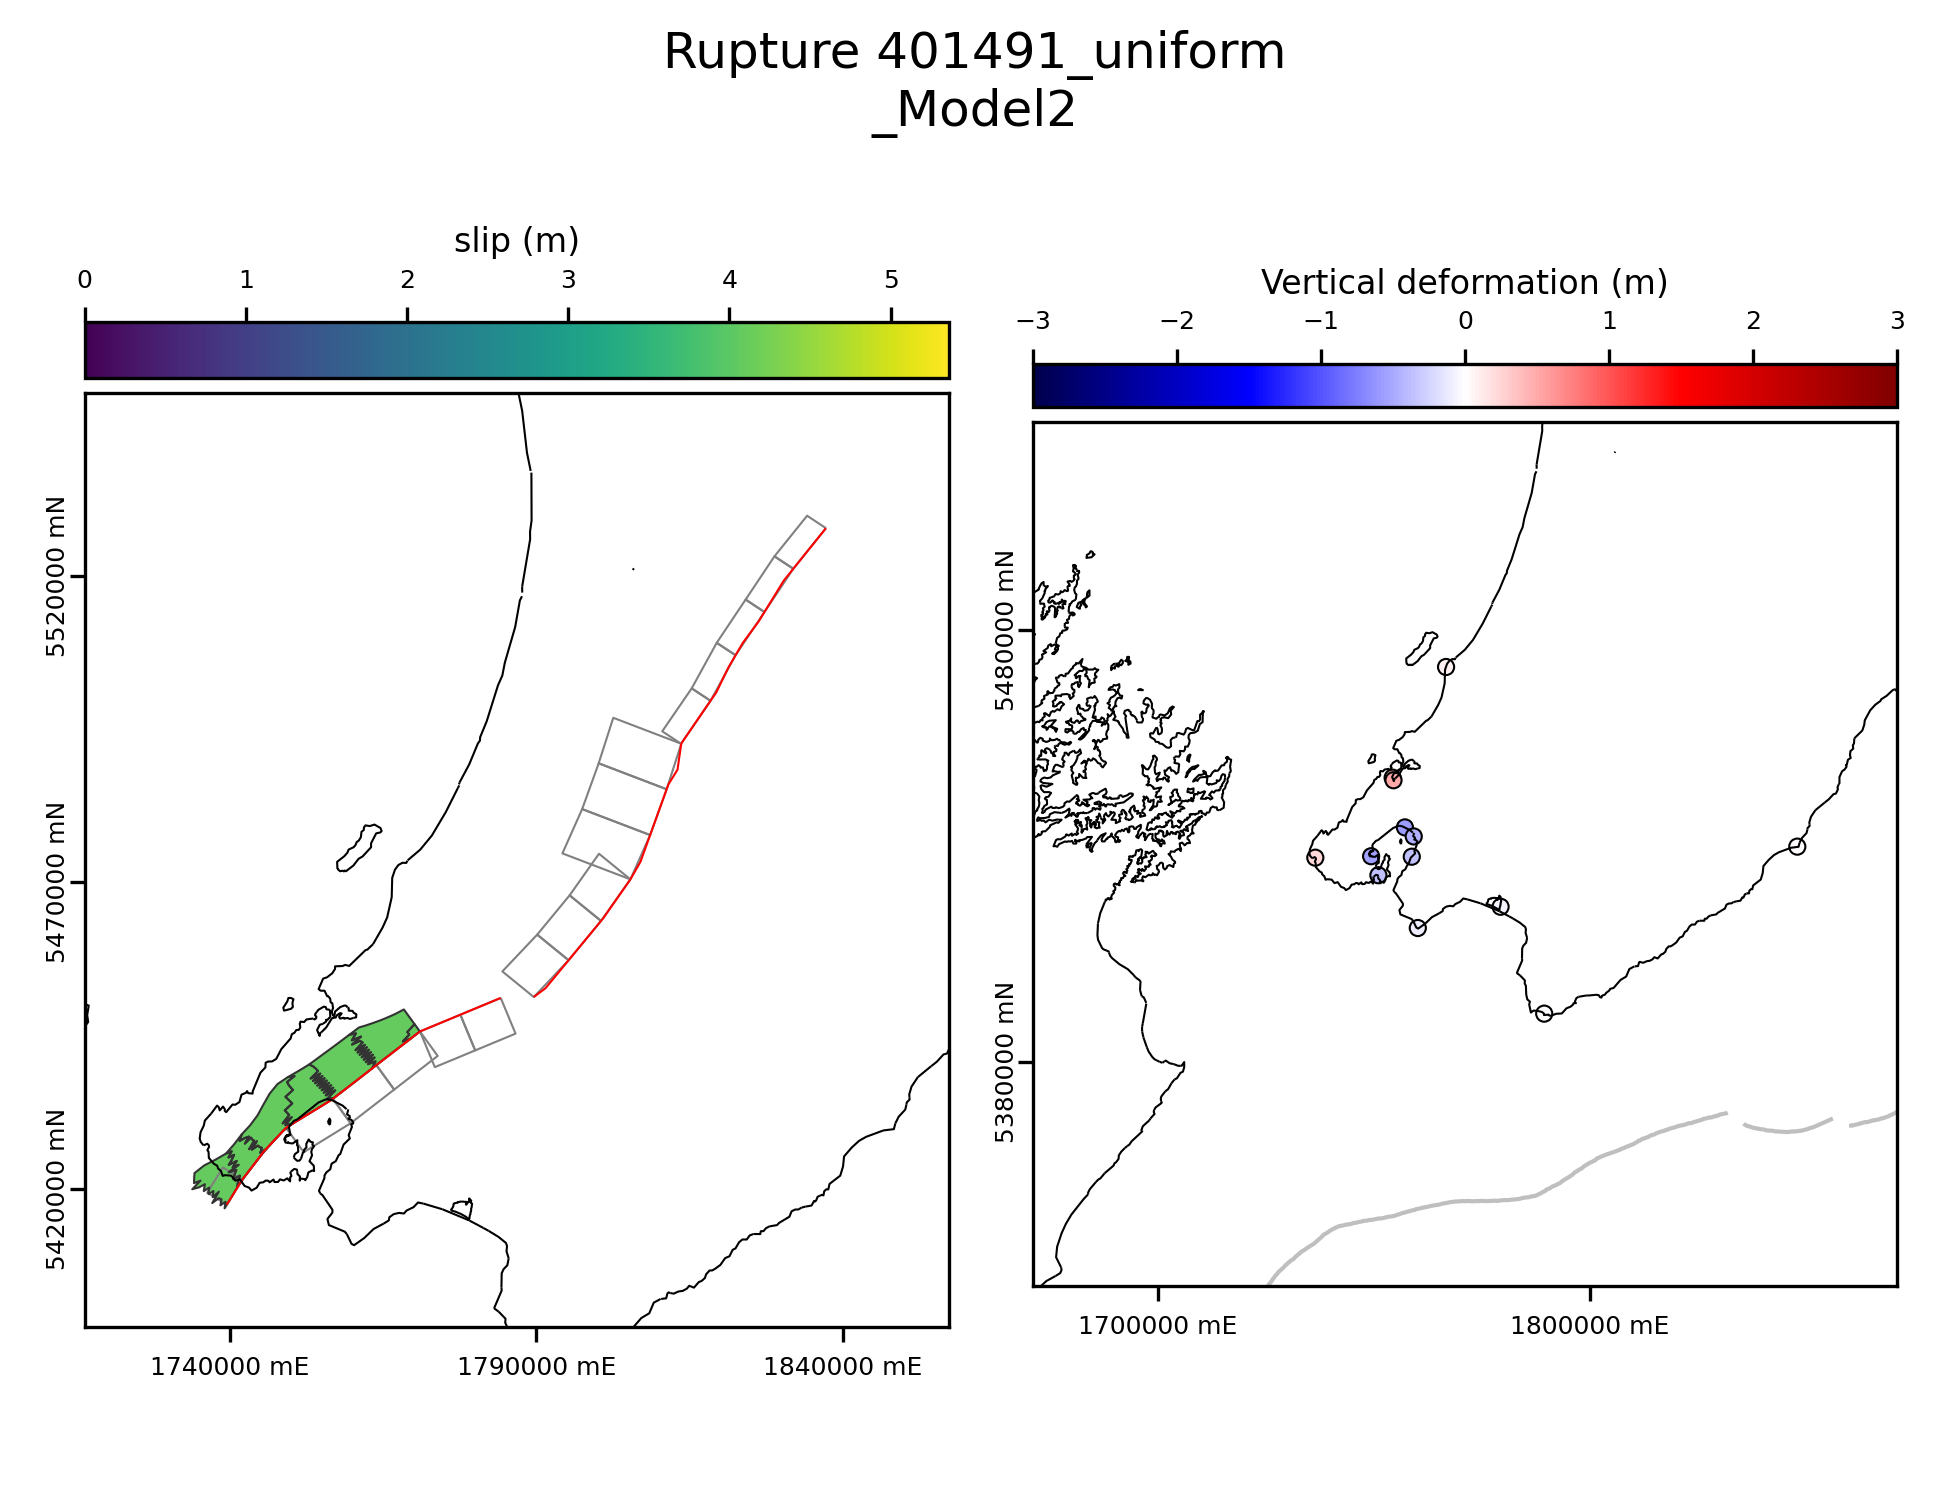 Rupture 401491_uniform
_Model2
slip (m)
0 1 2 3 4 5
Vertical deformation (m)
−3 −2 −1 0 1 2 3
5520000 mN
5470000 mN
5420000 mN
1740000 mE 1790000 mE 1840000 mE
5480000 mN
5380000 mN
1700000 mE 1800000 mE